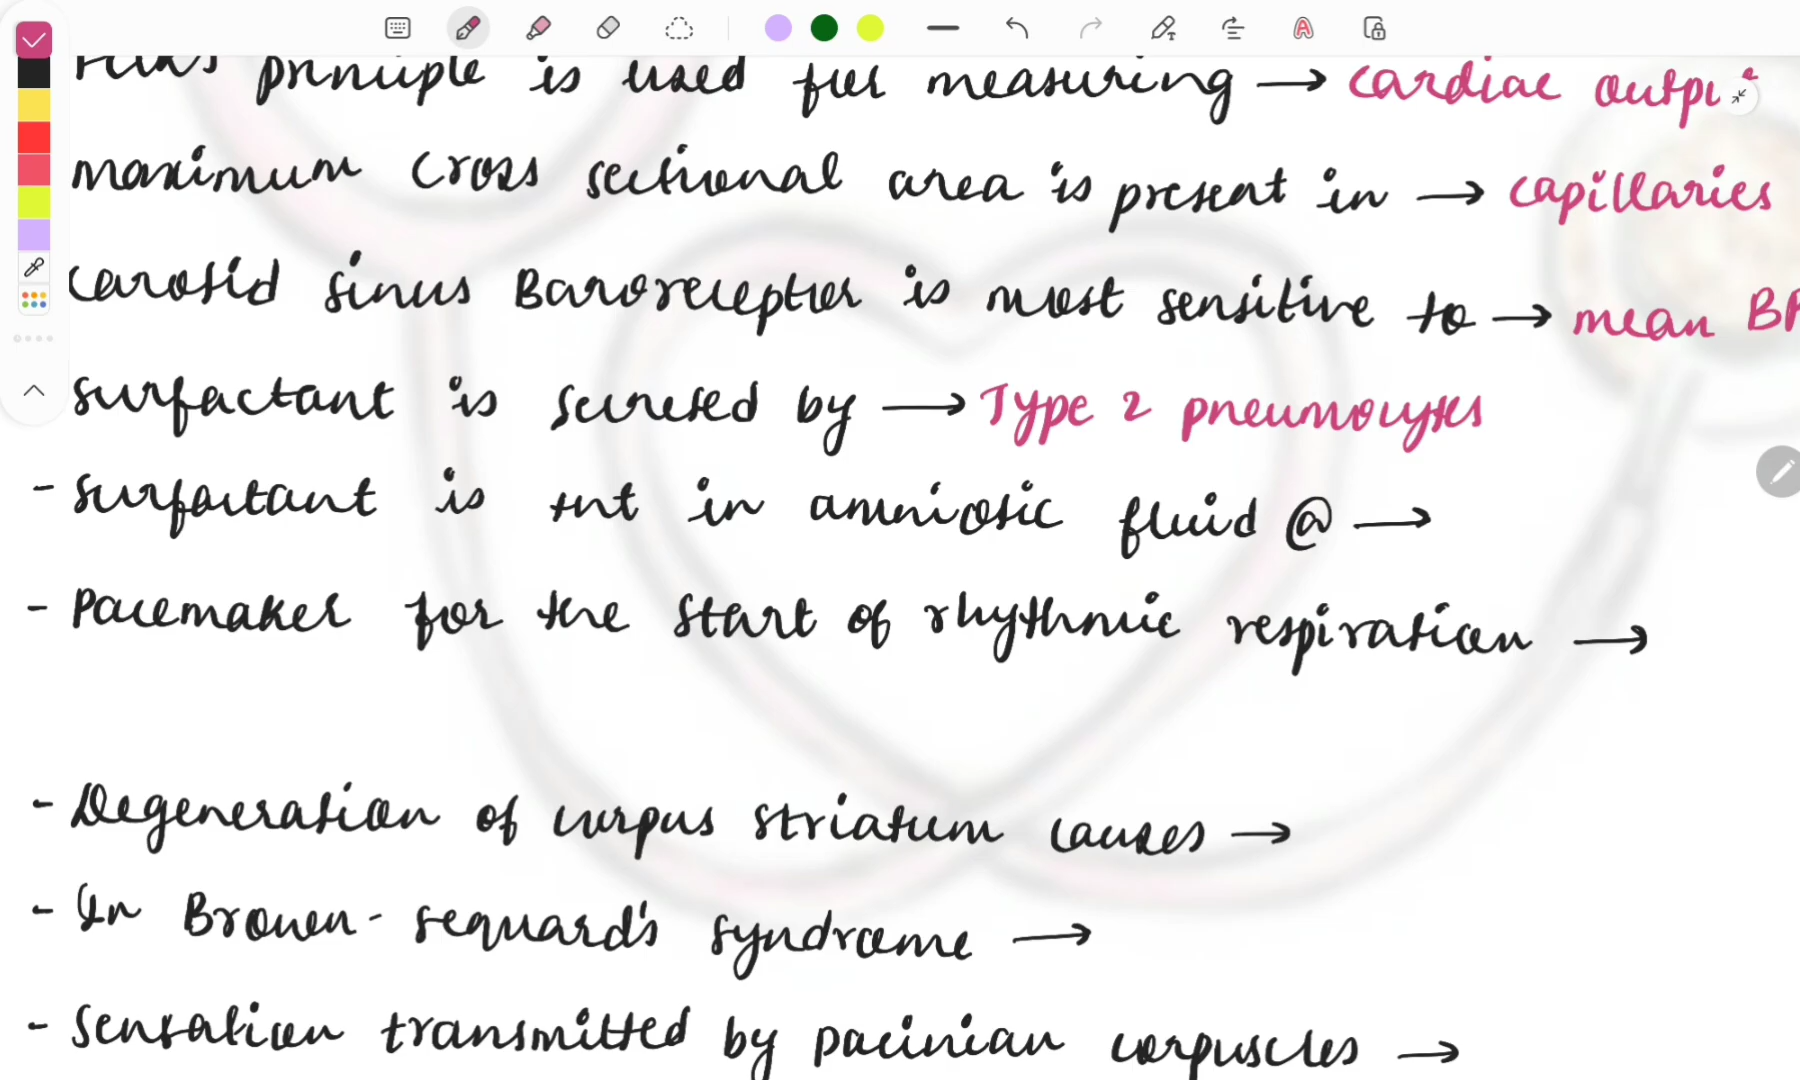 principle is used for measuring → cardiac outpu
maximum cross sectional area is present in → capillaries
carotid sinus Baroreceptor is most sensitive to → mean BP
surfactant is secreted by → Type 2 pneumocytes
- surfactant is +nt in amniotic fluid @ →
- Pacemaker for the start of rhythmic respiration →
- Degeneration of corpus striatum causes →
- In Brown-sequard's syndrome →
- Sensation transmitted by pacinian corpuscles →